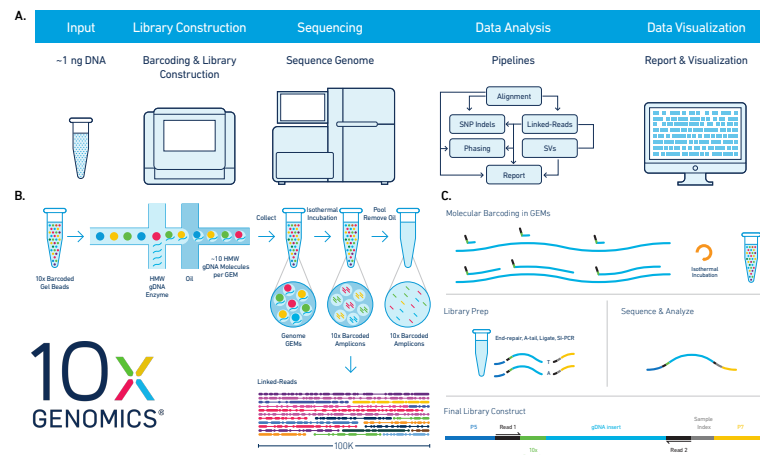 A.
Input
Library Construction
Sequencing
Data Analysis
Data Visualization
~1 ng DNA
Barcoding & Library
Construction
Sequence Genome
Pipelines
Report & Visualization
Alignment
SNP Indels
Linked-Reads
Phasing
SVs
Report
B.
10x Barcoded
Gel Beads
HMW
gDNA
Enzyme
Oil
~10 HMW
gDNA Molecules
per GEM
Collect
Isothermal
Incubation
Pool
Remove Oil
Genome
GEMs
10x Barcoded
Amplicons
10x Barcoded
Amplicons
Linked-Reads
100K
10x
GENOMICS®
C.
Molecular Barcoding in GEMs
Isothermal
Incubation
Library Prep
End-repair, A-tail, Ligate, SI-PCR
T
A
Sequence & Analyze
Final Library Construct
P5
Read 1
10x
gDNA insert
Read 2
Sample
Index
P7